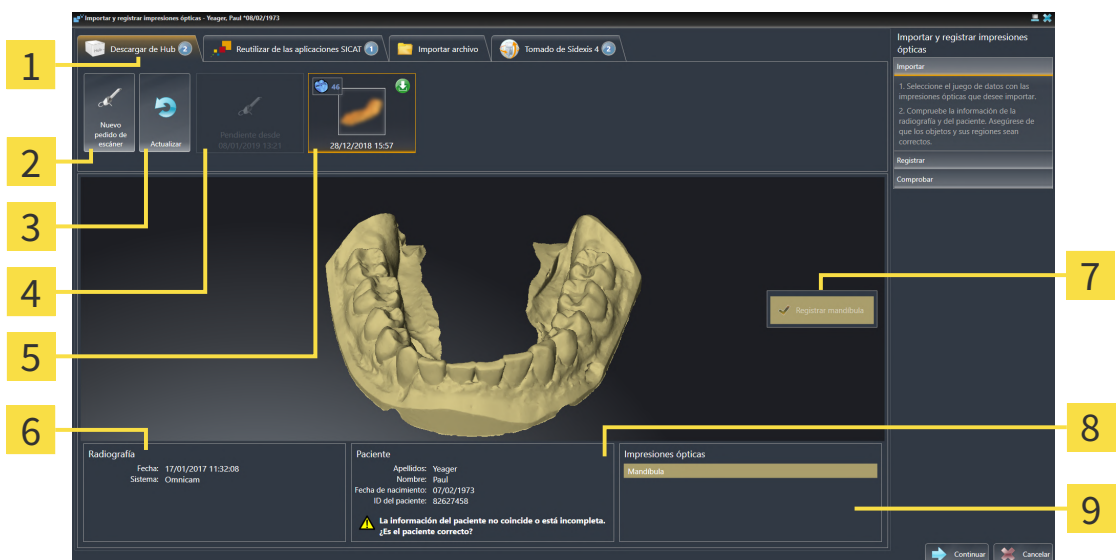 Importar y registrar impresiones ópticas - Yeager, Paul *08/02/1973
Descargar de Hub 2
Reutilizar de las aplicaciones SICAT 1
Importar archivo
Tomado de Sidexis 4 2
Nuevo
pedido de
escáner
Actualizar
Pendiente desde
08/01/2019 13:21
46
28/12/2018 15:57
Importar y registrar impresiones
ópticas
Importar
1. Seleccione el juego de datos con las
impresiones ópticas que desee importar.
2. Compruebe la información de la
radiografía y del paciente. Asegúrese de
que los objetos y sus regiones sean
correctos.
Registrar
Comprobar
Registrar mandíbula
Radiografía
Fecha: 17/01/2017 11:32:08
Sistema: Omnicam
Paciente
Apellidos: Yeager
Nombre: Paul
Fecha de nacimiento: 07/02/1973
ID del paciente: 82627458
La información del paciente no coincide o está incompleta.
¿Es el paciente correcto?
Impresiones ópticas
Mandíbula
Continuar
Cancelar
1
2
3
4
5
6
7
8
9